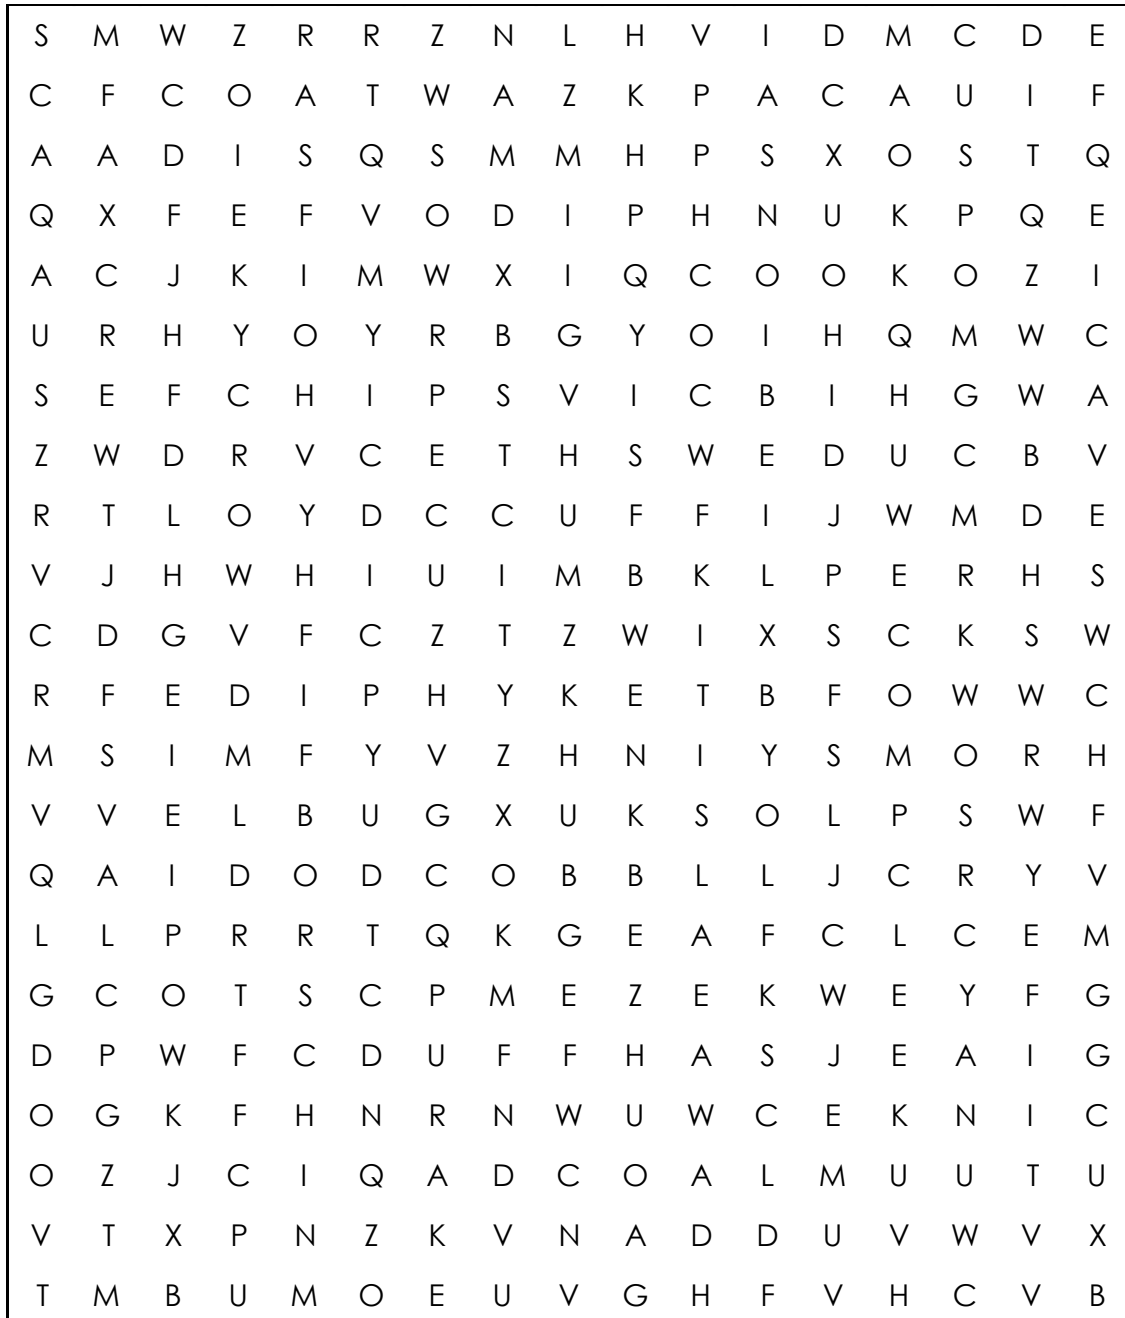 S M W Z R R Z N L H V I D M C D E
C F C O A T W A Z K P A C A U I F
A A D I S Q S M M H P S X O S T Q
Q X F E F V O D I P H N U K P Q E
A C J K I M W X I Q C O O K O Z I
U R H Y O Y R B G Y O I H Q M W C
S E F C H I P S V I C B I H G W A
Z W D R V C E T H S W E D U C B V
R T L O Y D C C U F F I J W M D E
V J H W H I U I M B K L P E R H S
C D G V F C Z T Z W I X S C K S W
R F E D I P H Y K E T B F O W W C
M S I M F Y V Z H N I Y S M O R H
V V E L B U G X U K S O L P S W F
Q A I D O D C O B B L L J C R Y V
L L P R R T Q K G E A F C L C E M
G C O T S C P M E Z E K W E Y F G
D P W F C D U F F H A S J E A I G
O G K F H N R N W U W C E K N I C
O Z J C I Q A D C O A L M U U T U
V T X P N Z K V N A D D U V W V X
T M B U M O E U V G H F V H C V B